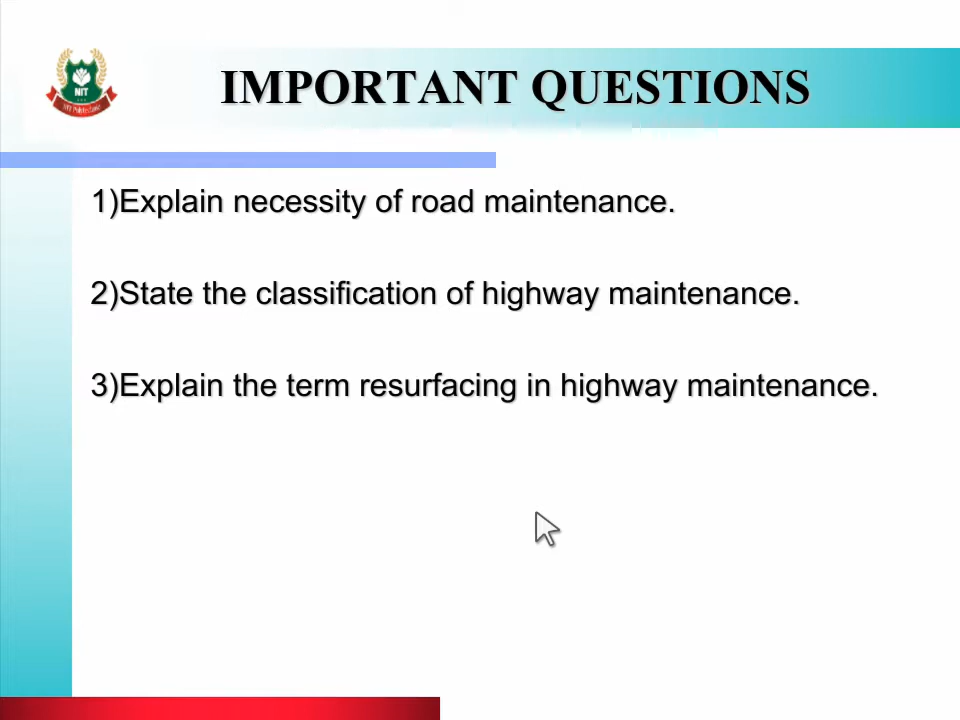 NIT
IMPORTANT QUESTIONS
1)Explain necessity of road maintenance.
2)State the classification of highway maintenance.
3)Explain the term resurfacing in highway maintenance.